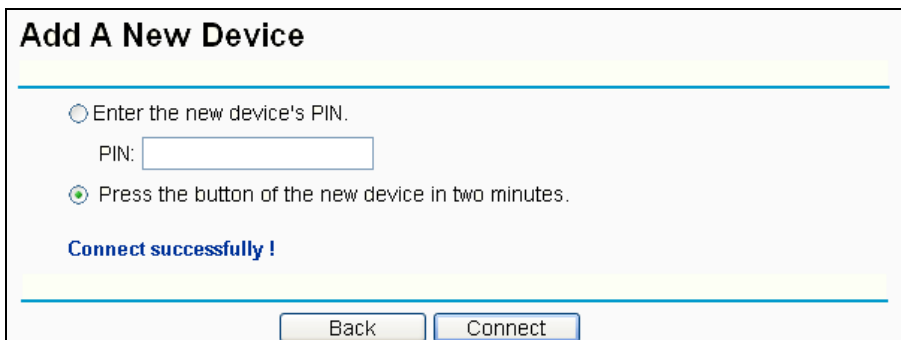 Add A New Device
Enter the new device's PIN.
PIN:
Press the button of the new device in two minutes.
Connect successfully !
Back Connect